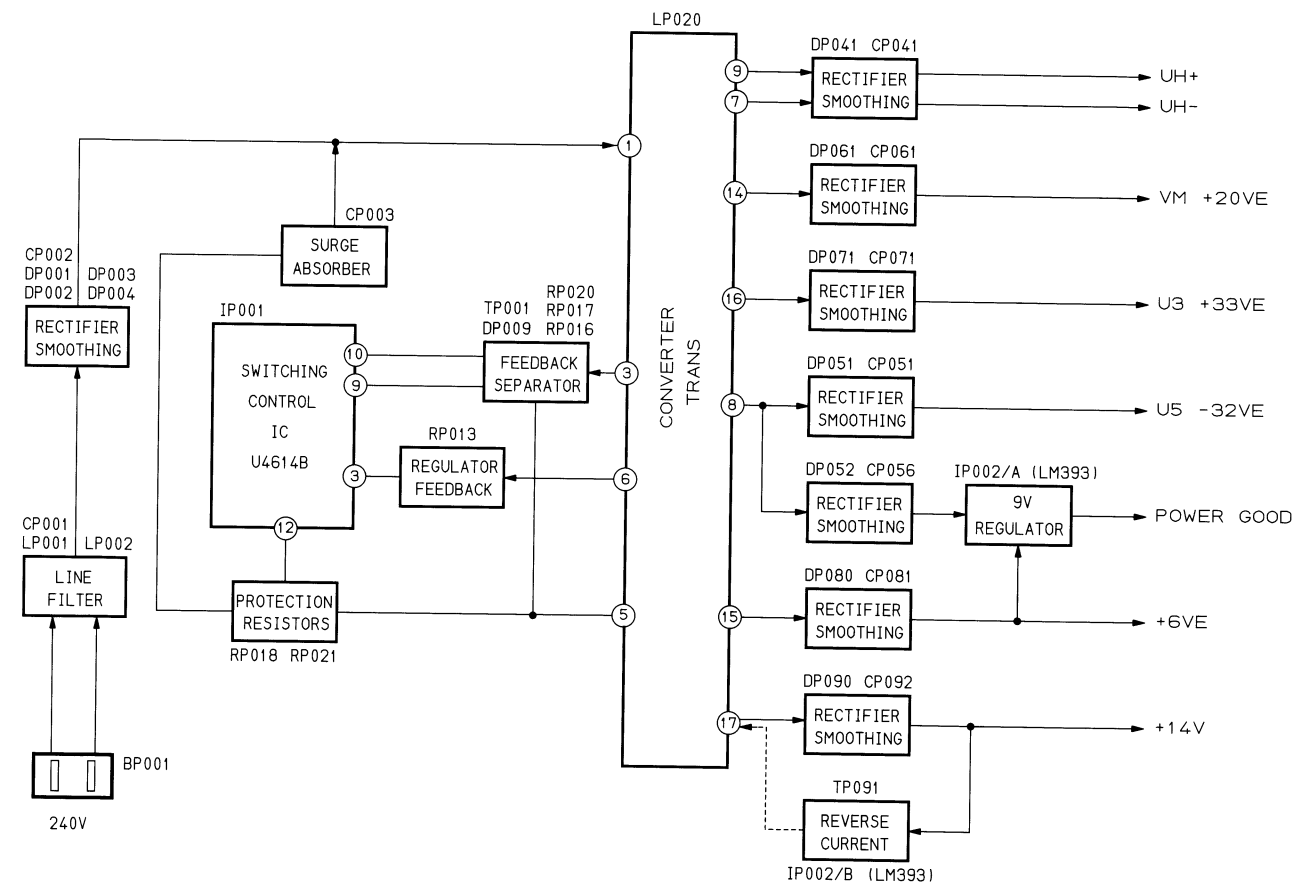 LP020
DP041 CP041
9
RECTIFIER
SMOOTHING
UH+
7
UH-
1
DP061 CP061
14
RECTIFIER
SMOOTHING
VM +20VE
CP003
SURGE
ABSORBER
CP002
DP001 DP003
DP002 DP004
RECTIFIER
SMOOTHING
DP071 CP071
16
RECTIFIER
SMOOTHING
U3 +33VE
IP001
SWITCHING
CONTROL
IC
U4614B
10
9
3
12
RP020
TP001 RP017
DP009 RP016
FEEDBACK
SEPARATOR
3
CONVERTER
TRANS
DP051 CP051
8
RECTIFIER
SMOOTHING
U5 -32VE
RP013
REGULATOR
FEEDBACK
6
DP052 CP056
RECTIFIER
SMOOTHING
IP002/A (LM393)
9V
REGULATOR
POWER GOOD
CP001
LP001 LP002
LINE
FILTER
PROTECTION
RESISTORS
RP018 RP021
5
DP080 CP081
15
RECTIFIER
SMOOTHING
+6VE
DP090 CP092
17
RECTIFIER
SMOOTHING
+14V
BP001
240V
TP091
REVERSE
CURRENT
IP002/B (LM393)